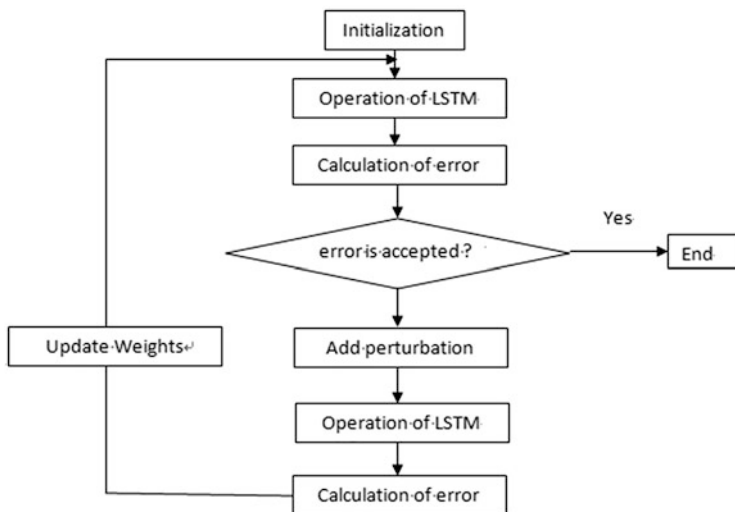 Initialization
Operation of LSTM
Calculation of error
Yes
error is accepted ?
End
Update Weights
Add perturbation
Operation of LSTM
Calculation of error